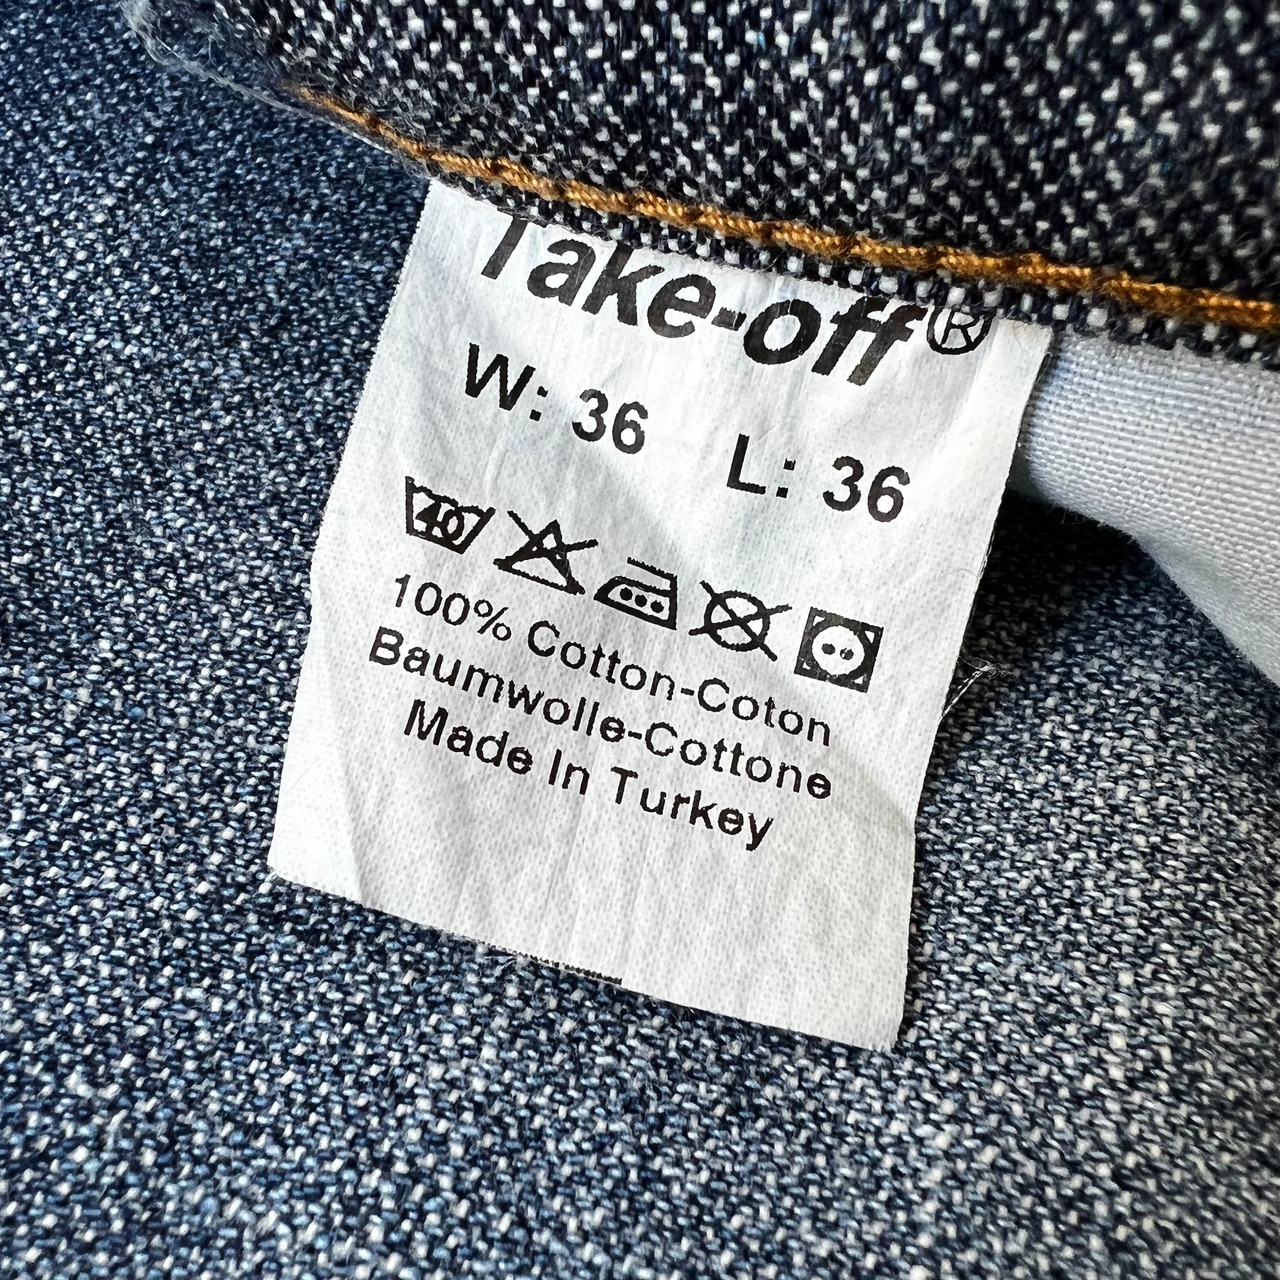 Take-off®
W: 36 L: 36
40
100% Cotton-Coton
Baumwolle-Cottone
Made In Turkey